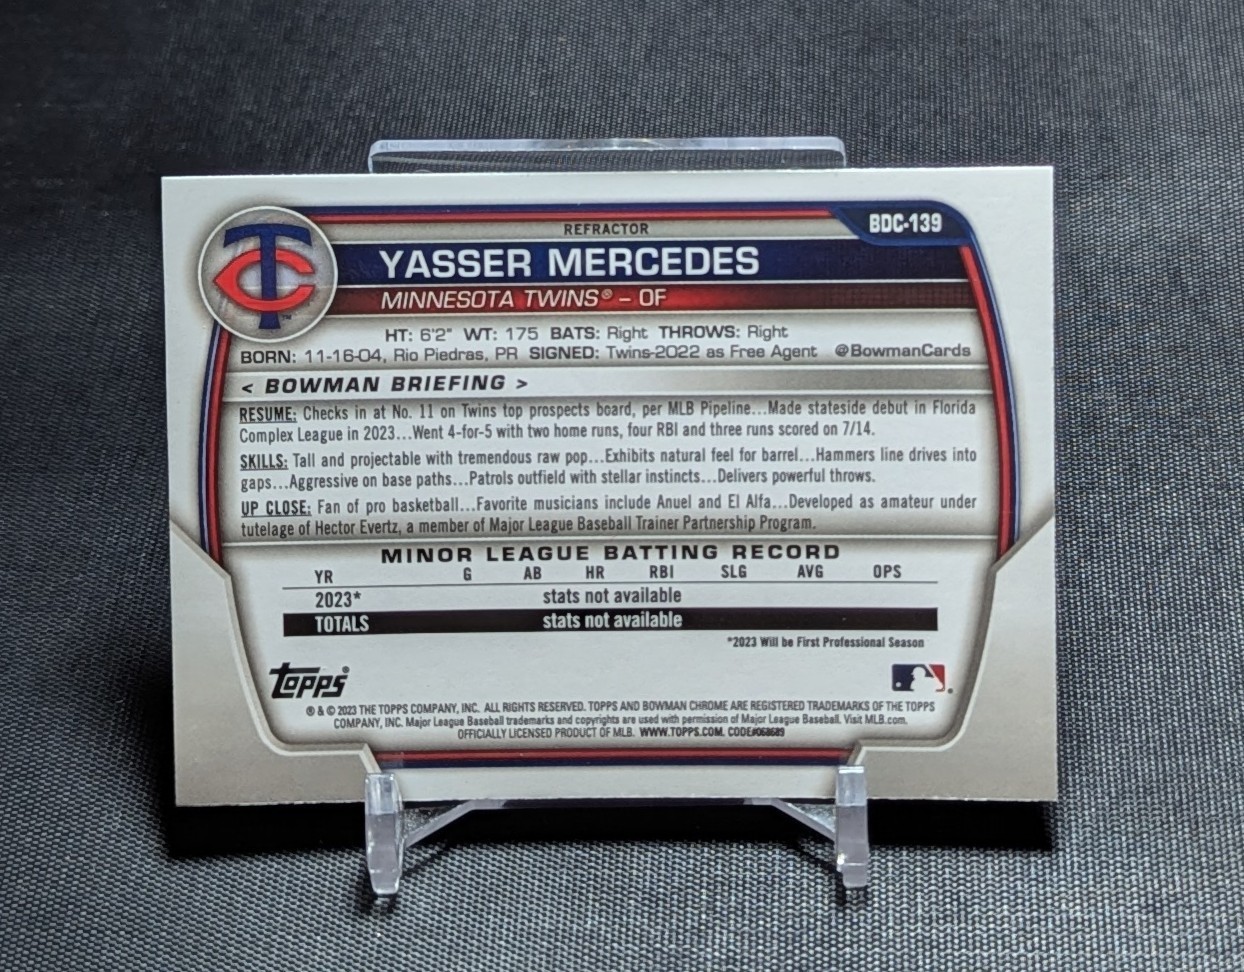 BDC-139
REFRACTOR
YASSER MERCEDES
MINNESOTA TWINS® – OF
HT: 6'2" WT: 175 BATS: Right THROWS: Right
BORN: 11-16-04, Rio Piedras, PR SIGNED: Twins-2022 as Free Agent @BowmanCards
< BOWMAN BRIEFING >
RESUME: Checks in at No. 11 on Twins top prospects board, per MLB Pipeline...Made stateside debut in Florida
Complex League in 2023...Went 4-for-5 with two home runs, four RBI and three runs scored on 7/14.
SKILLS: Tall and projectable with tremendous raw pop...Exhibits natural feel for barrel...Hammers line drives into
gaps...Aggressive on base paths...Patrols outfield with stellar instincts...Delivers powerful throws.
UP CLOSE: Fan of pro basketball...Favorite musicians include Anuel and El Alfa...Developed as amateur under
tutelage of Hector Evertz, a member of Major League Baseball Trainer Partnership Program.
MINOR LEAGUE BATTING RECORD
YR G AB HR RBI SLG AVG OPS
2023* stats not available
TOTALS stats not available
*2023 Will be First Professional Season
Topps®
® & © 2023 THE TOPPS COMPANY, INC. ALL RIGHTS RESERVED. TOPPS AND BOWMAN CHROME ARE REGISTERED TRADEMARKS OF THE TOPPS
COMPANY, INC. Major League Baseball trademarks and copyrights are used with permission of Major League Baseball. Visit MLB.com.
OFFICIALLY LICENSED PRODUCT OF MLB. WWW.TOPPS.COM. CODE#068689